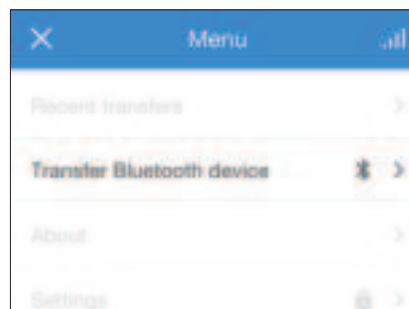 Menu
Recent transfers
Transfer Bluetooth device
About
Settings